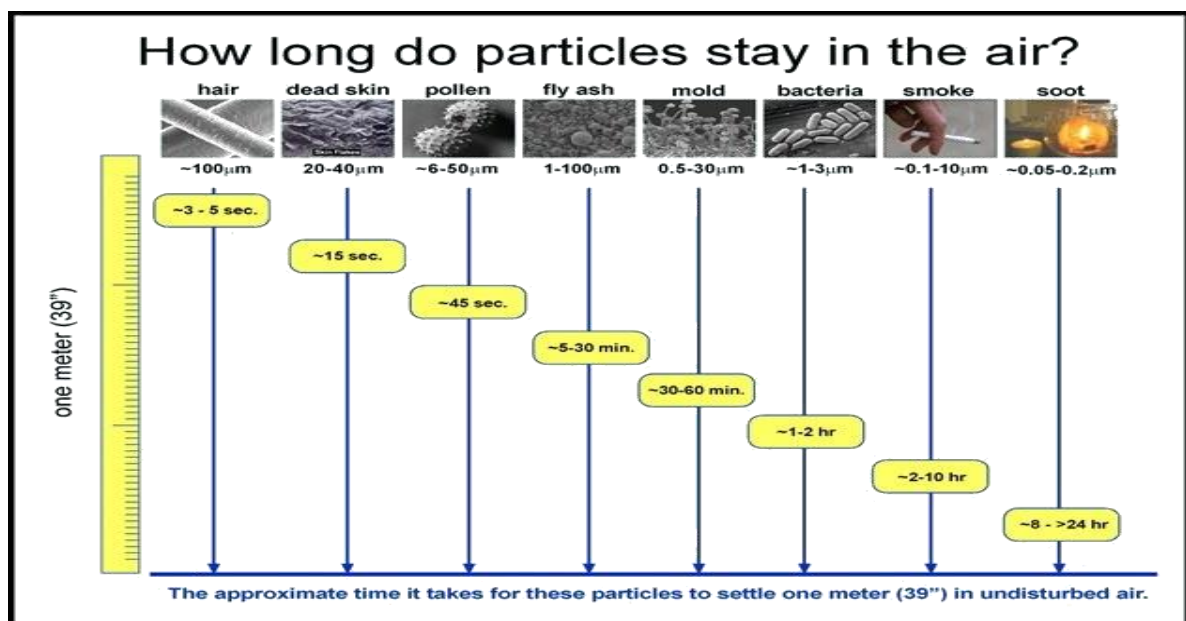 How long do particles stay in the air?
hair dead skin pollen fly ash mold bacteria smoke soot
Skin Flakes
~100μm 20-40μm ~6-50μm 1-100μm 0.5-30μm ~1-3μm ~0.1-10μm ~0.05-0.2μm
~3 - 5 sec.
~15 sec.
~45 sec.
~5-30 min.
~30-60 min.
~1-2 hr
~2-10 hr
~8 - >24 hr
one meter (39")
The approximate time it takes for these particles to settle one meter (39") in undisturbed air.